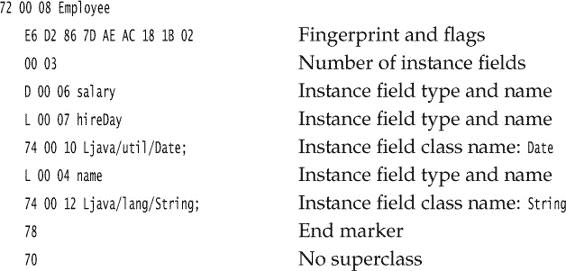 72 00 08 Employee
E6 D2 86 7D AE AC 18 1B 02 Fingerprint and flags
00 03 Number of instance fields
D 00 06 salary Instance field type and name
L 00 07 hireDay Instance field type and name
74 00 10 Ljava/util/Date; Instance field class name: Date
L 00 04 name Instance field type and name
74 00 12 Ljava/lang/String; Instance field class name: String
78 End marker
70 No superclass